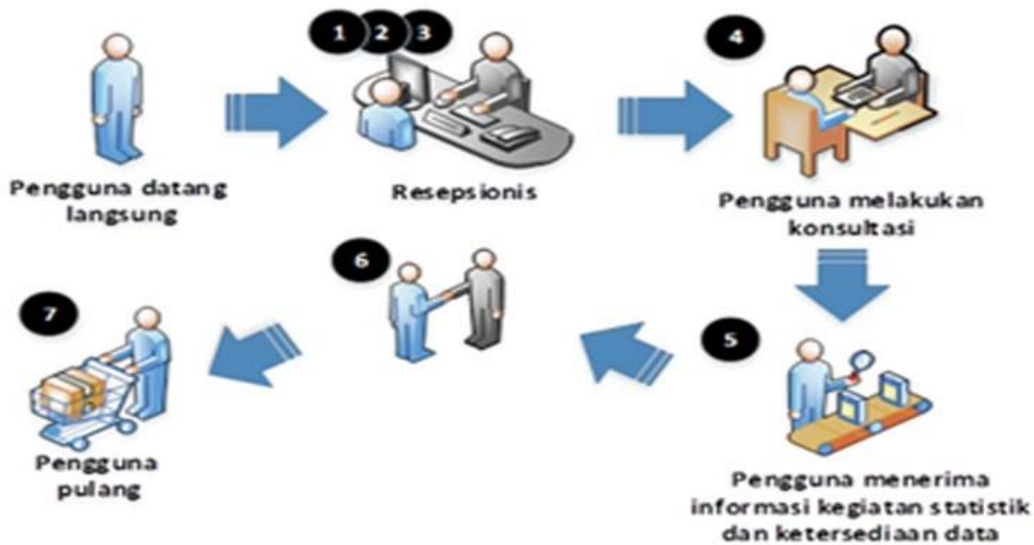 1 2 3
4
Pengguna datang
langsung
Resepsionis
Pengguna melakukan
konsultasi
5
Pengguna menerima
informasi kegiatan statistik
dan ketersediaan data
6
7
Pengguna
pulang